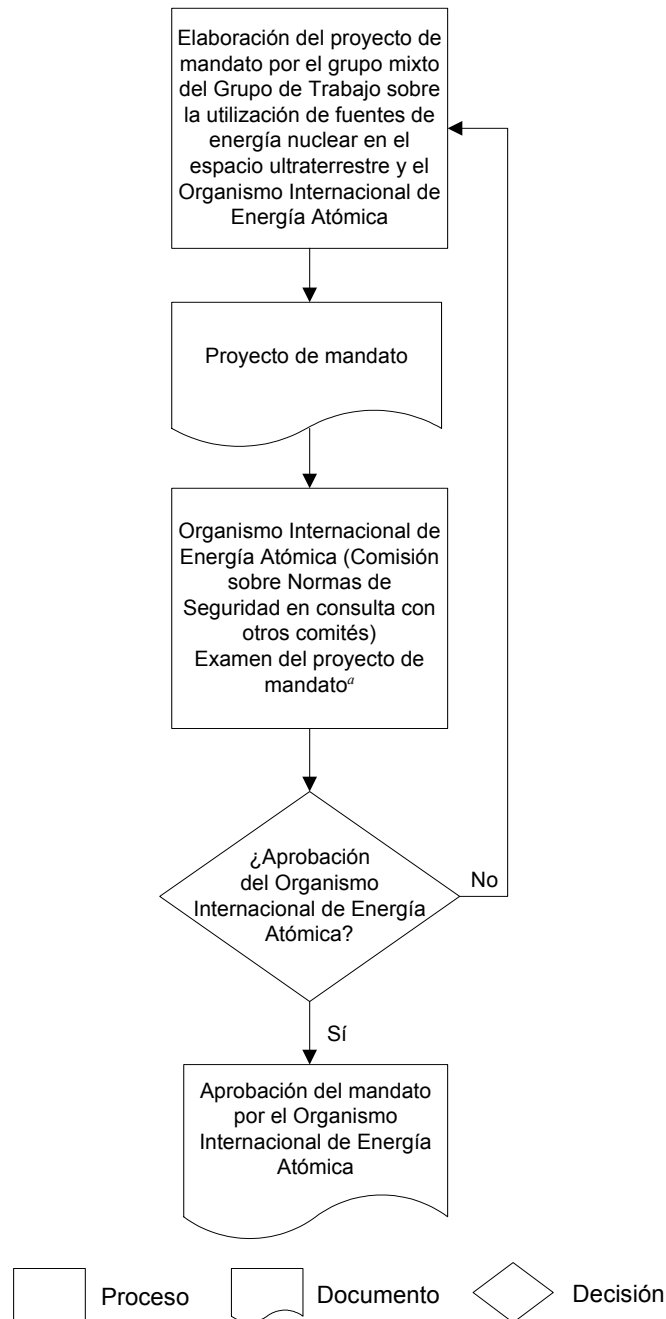 Elaboración del proyecto de
mandato por el grupo mixto
del Grupo de Trabajo sobre
la utilización de fuentes de
energía nuclear en el
espacio ultraterrestre y el
Organismo Internacional de
Energía Atómica
Proyecto de mandato
Organismo Internacional de
Energía Atómica (Comisión
sobre Normas de
Seguridad en consulta con
otros comités)
Examen del proyecto de
mandatoᵃ
¿Aprobación
del Organismo
Internacional de Energía
Atómica?
No
Sí
Aprobación del mandato
por el Organismo
Internacional de Energía
Atómica
Proceso
Documento
Decisión